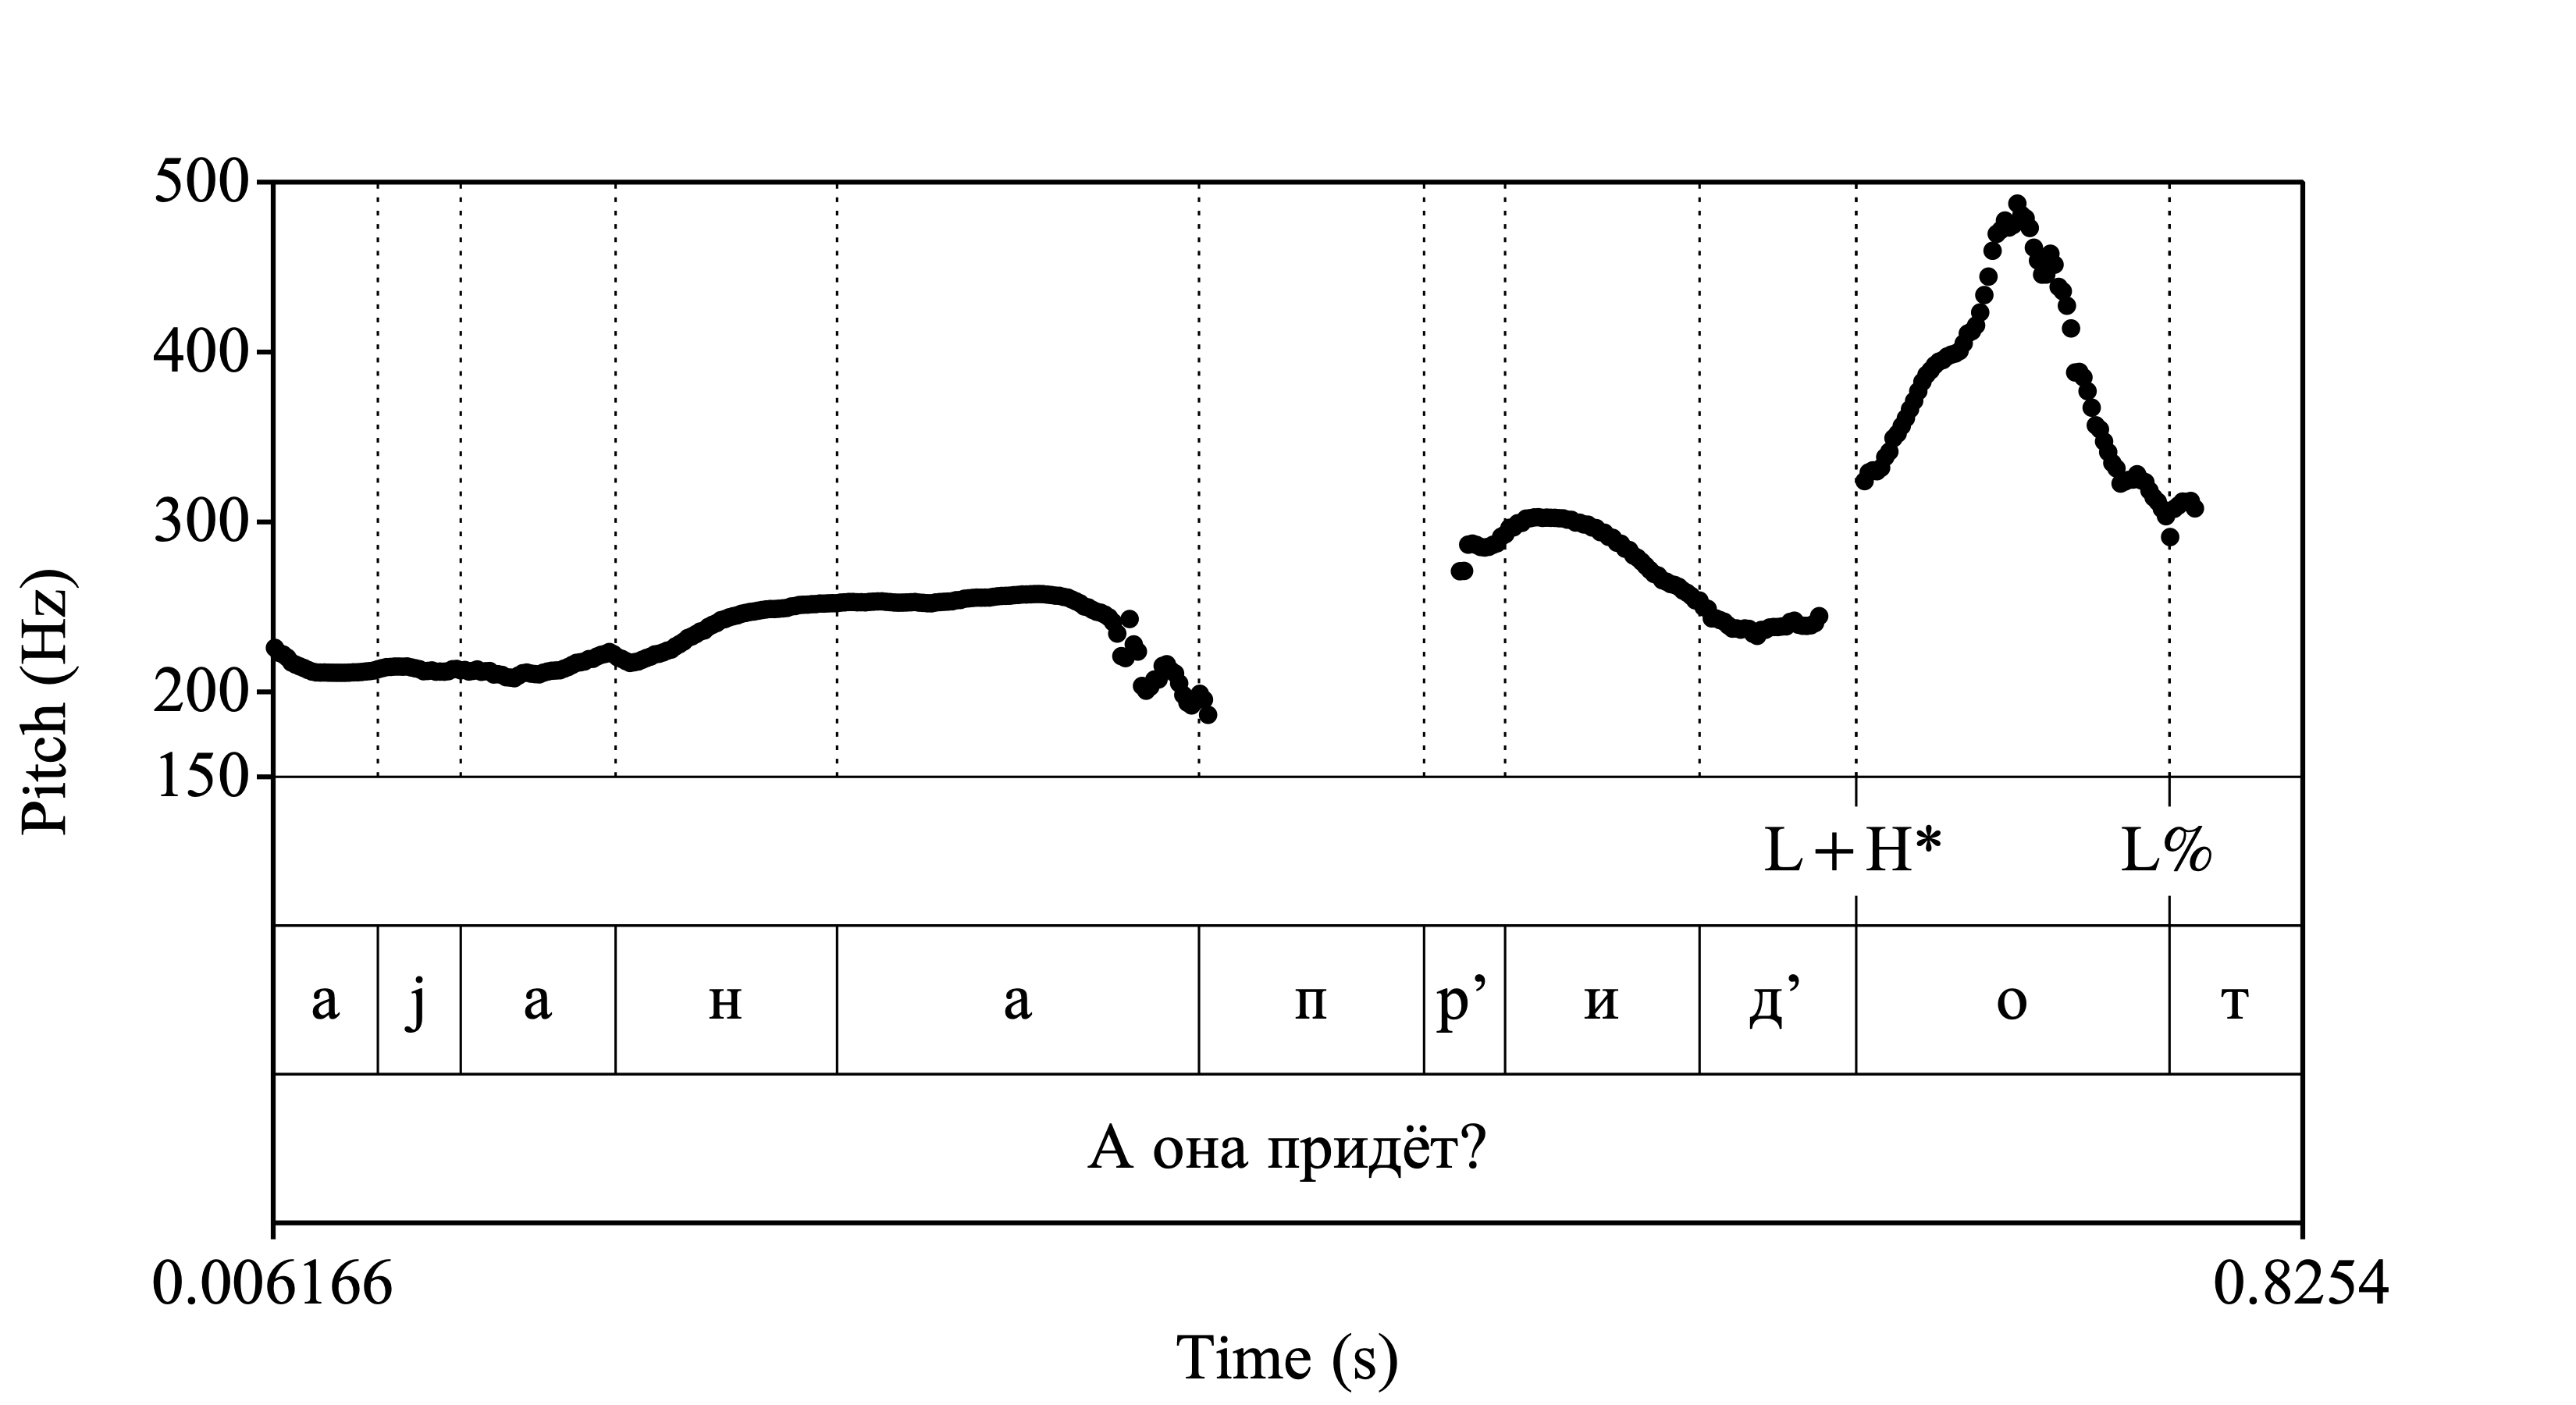 500
400
300
200
150
Pitch (Hz)
L+H* L%
а j а н а п р’ и д’ о т
А она придёт?
0.006166 0.8254
Time (s)